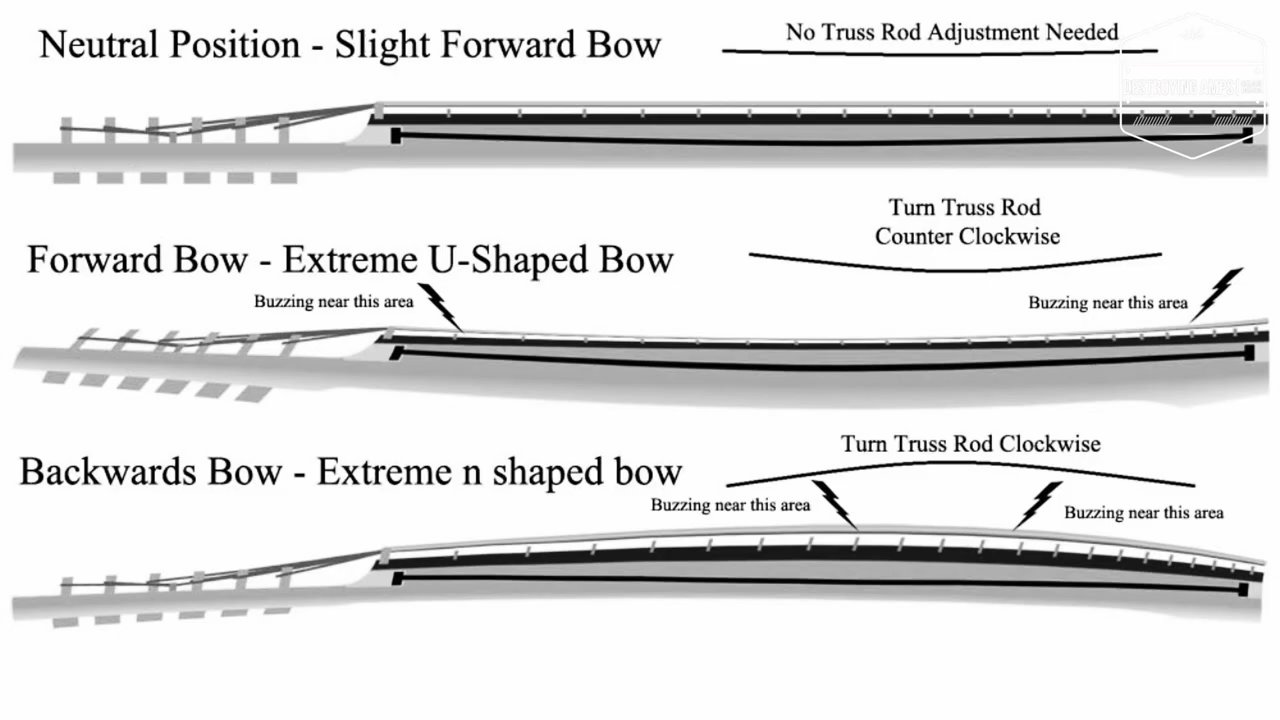 Neutral Position - Slight Forward Bow
No Truss Rod Adjustment Needed
Turn Truss Rod
Counter Clockwise
Forward Bow - Extreme U-Shaped Bow
Buzzing near this area
Buzzing near this area
Turn Truss Rod Clockwise
Backwards Bow - Extreme n shaped bow
Buzzing near this area
Buzzing near this area